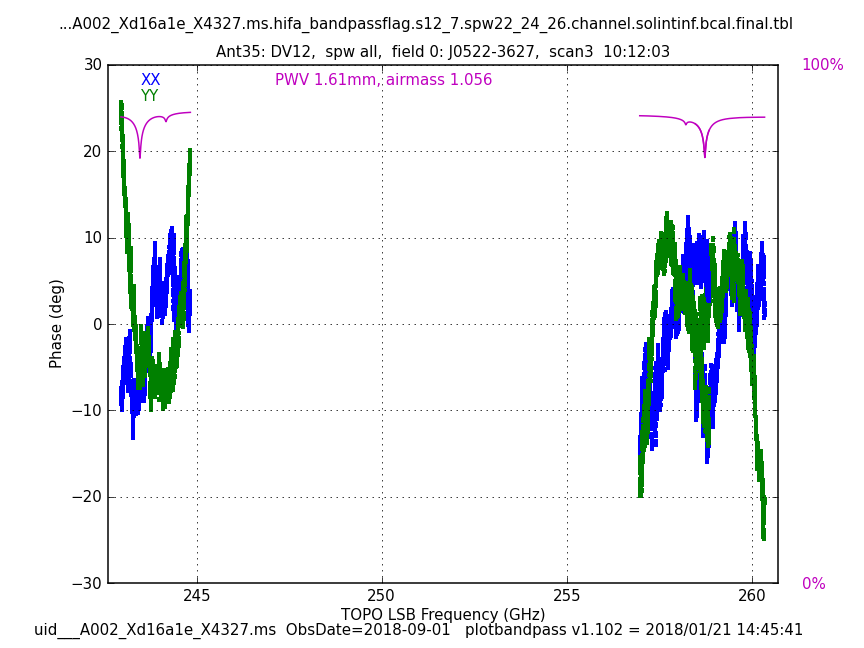 ...A002_Xd16a1e_X4327.ms.hifa_bandpassflag.s12_7.spw22_24_26.channel.solintinf.bcal.final.tbl
Ant35: DV12, spw all, field 0: J0522-3627, scan3 10:12:03
30 100%
XX PWV 1.61mm, airmass 1.056
YY
20
10
Phase (deg)
0
−10
−20
−30 0%
245 250 255 260
TOPO LSB Frequency (GHz)
uid___A002_Xd16a1e_X4327.ms ObsDate=2018-09-01 plotbandpass v1.102 = 2018/01/21 14:45:41